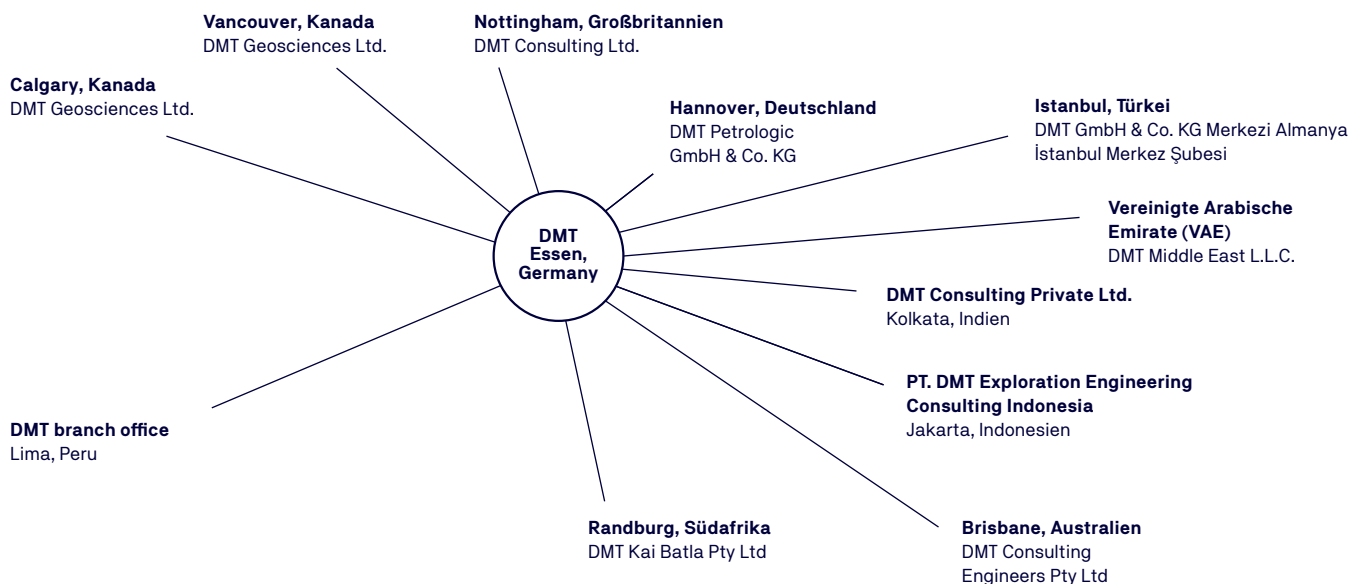 Vancouver, Kanada
DMT Geosciences Ltd.
Nottingham, Großbritannien
DMT Consulting Ltd.
Calgary, Kanada
DMT Geosciences Ltd.
Hannover, Deutschland
DMT Petrologic
GmbH & Co. KG
Istanbul, Türkei
DMT GmbH & Co. KG Merkezi Almanya
İstanbul Merkez Şubesi
Vereinigte Arabische
Emirate (VAE)
DMT Middle East L.L.C.
DMT
Essen,
Germany
DMT Consulting Private Ltd.
Kolkata, Indien
PT. DMT Exploration Engineering
Consulting Indonesia
Jakarta, Indonesien
DMT branch office
Lima, Peru
Randburg, Südafrika
DMT Kai Batla Pty Ltd
Brisbane, Australien
DMT Consulting
Engineers Pty Ltd